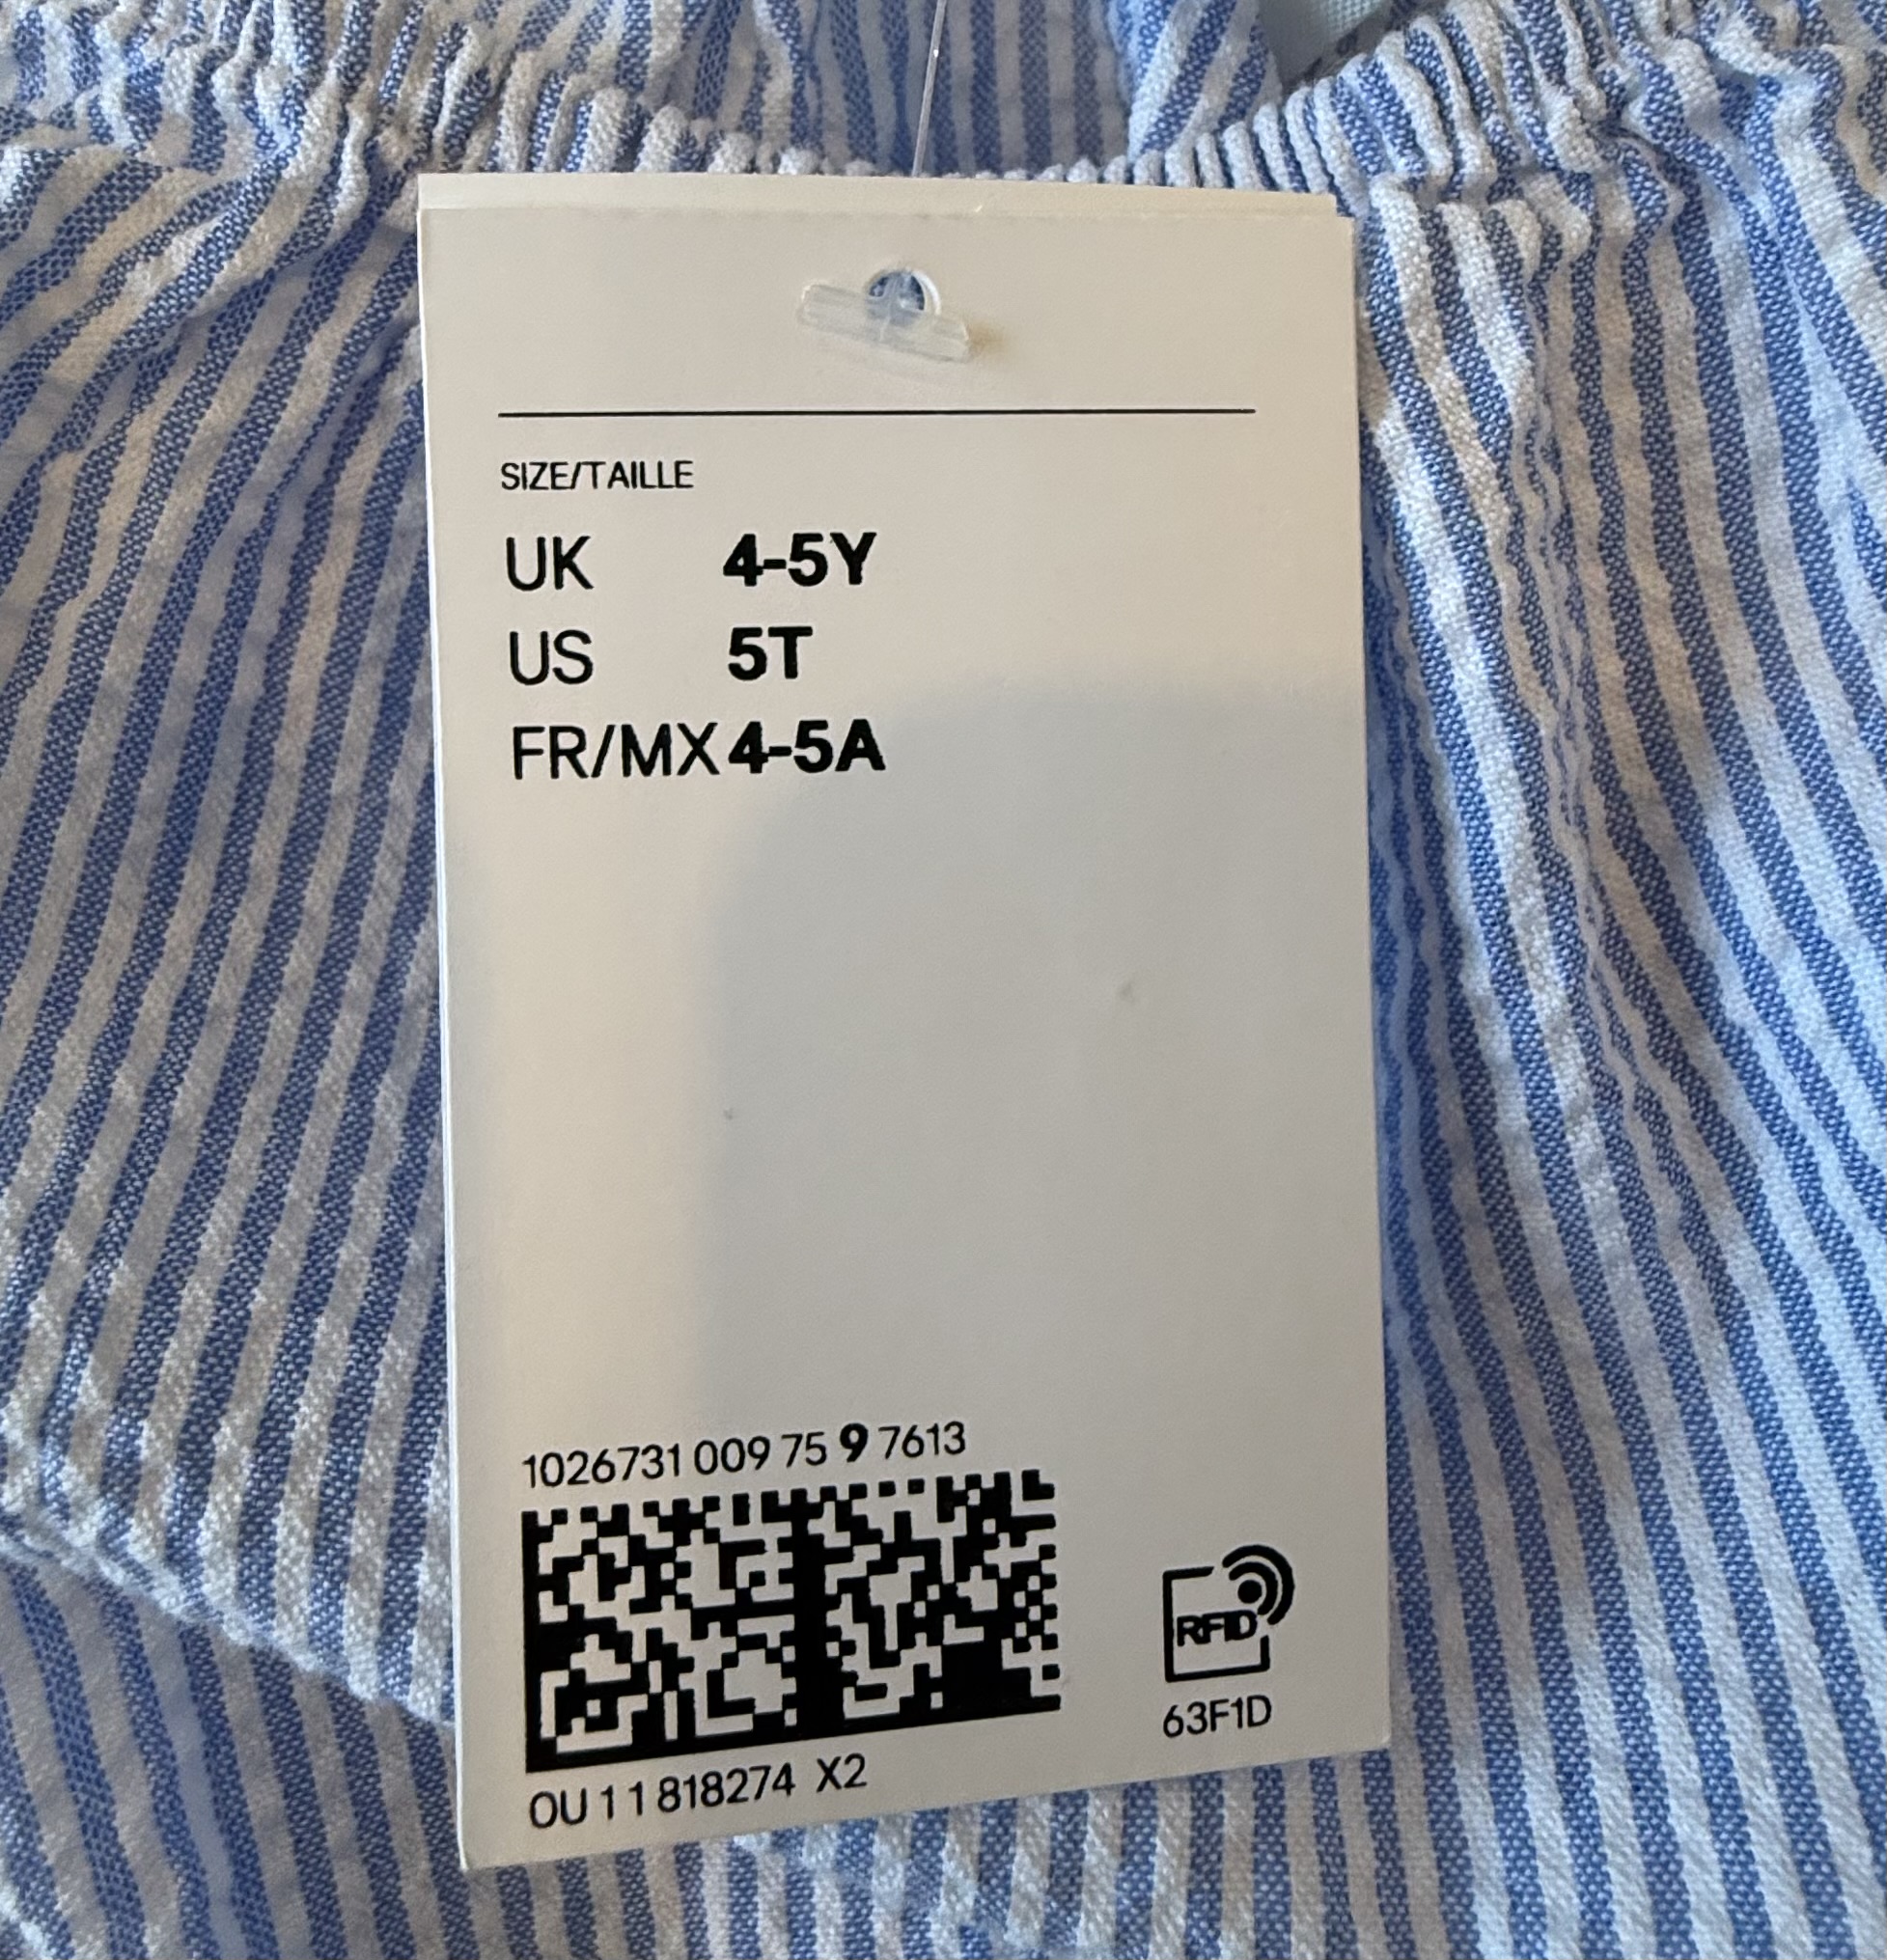 SIZE/TAILLE
UK 4-5Y
US 5T
FR/MX 4-5A
1026731 009 75 9 7613
RFID
63F1D
OU 1 1 818274 X2